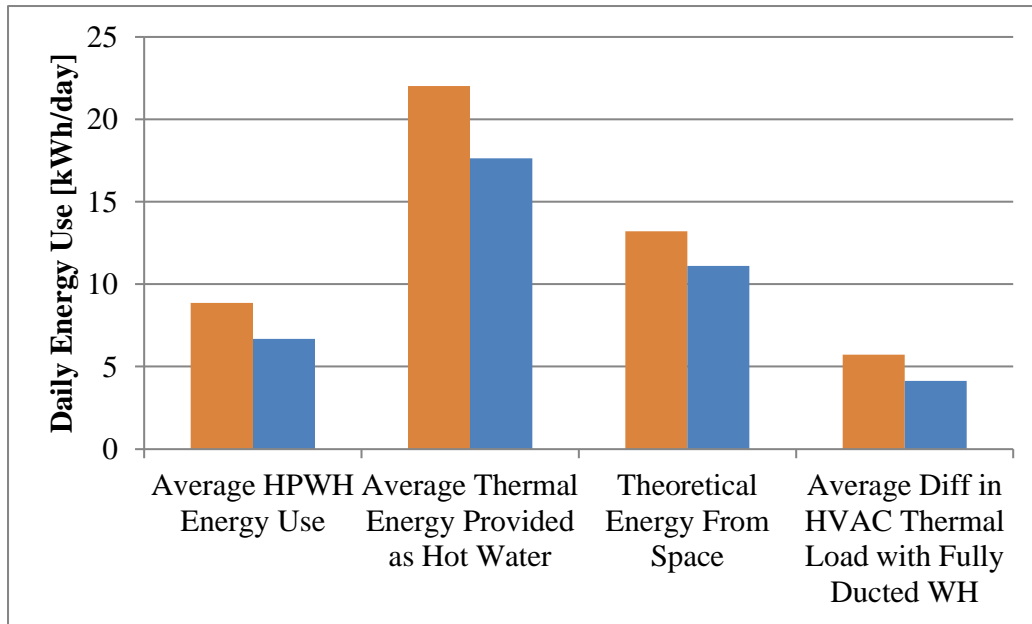 Daily Energy Use [kWh/day]
25
20
15
10
5
0
Average HPWH
Energy Use
Average Thermal
Energy Provided
as Hot Water
Theoretical
Energy From
Space
Average Diff in
HVAC Thermal
Load with Fully
Ducted WH